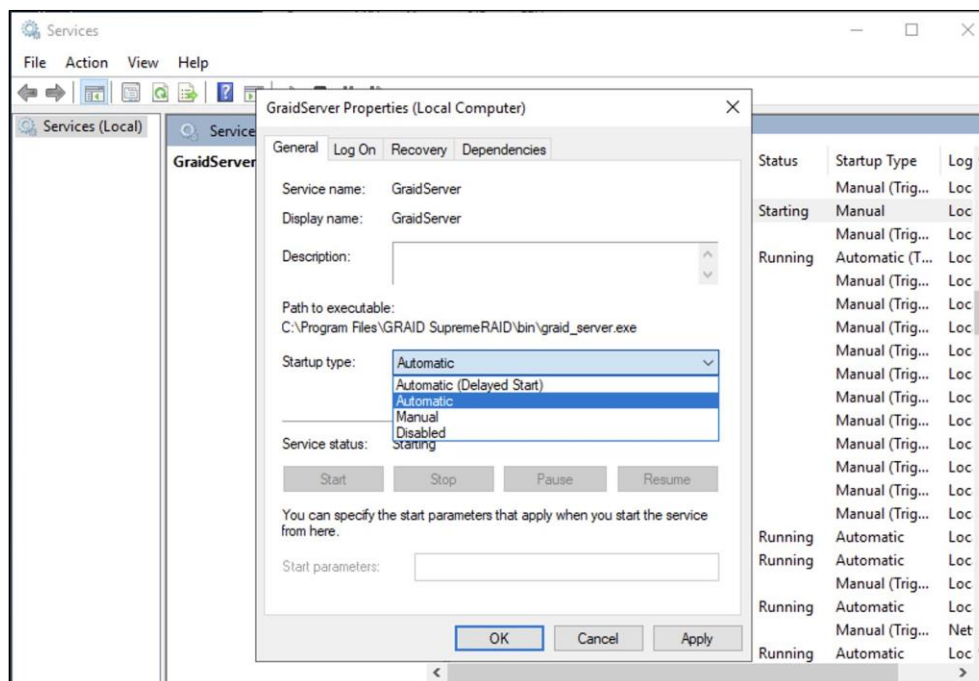 Services
File Action View Help
GraidServer Properties (Local Computer)
Services (Local)
Service
GraidServer
General Log On Recovery Dependencies
Service name: GraidServer
Display name: GraidServer
Description:
Path to executable:
C:\Program Files\GRAID SupremeRAID\bin\graid_server.exe
Startup type: Automatic
Automatic (Delayed Start)
Automatic
Manual
Disabled
Service status: Starting
Start Stop Pause Resume
You can specify the start parameters that apply when you start the service
from here.
Start parameters:
OK Cancel Apply
Status Startup Type Log
Manual (Trig... Loc
Starting Manual Loc
Manual (Trig... Loc
Running Automatic (T... Loc
Manual (Trig... Loc
Manual (Trig... Loc
Manual (Trig... Loc
Manual (Trig... Loc
Manual (Trig... Loc
Manual (Trig... Loc
Manual (Trig... Loc
Manual (Trig... Loc
Manual (Trig... Loc
Manual (Trig... Loc
Manual (Trig... Loc
Running Automatic Loc
Running Automatic Loc
Manual (Trig... Loc
Running Automatic Loc
Manual (Trig... Net
Running Automatic Loc